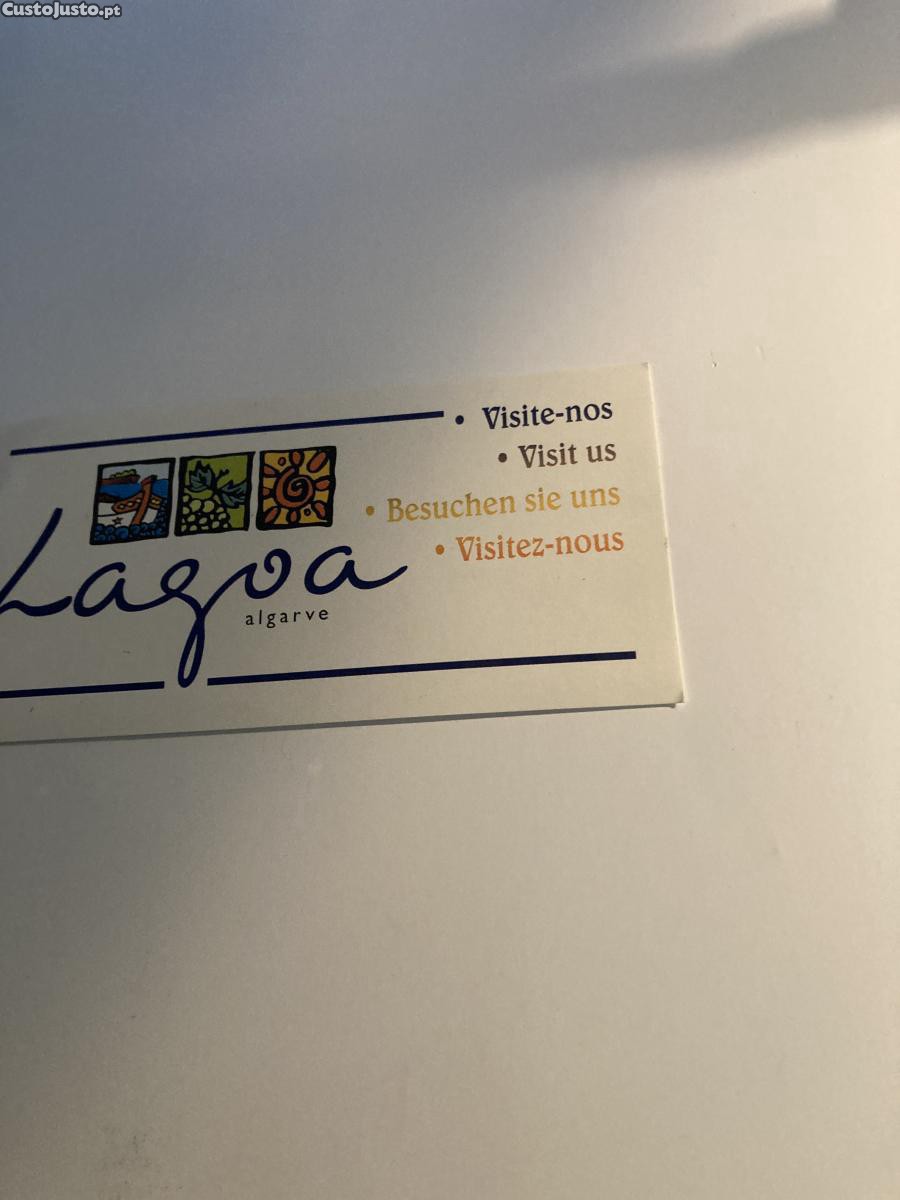 CustoJusto.pt
• Visite-nos
• Visit us
• Besuchen sie uns
• Visitez-nous
Lagoa
algarve